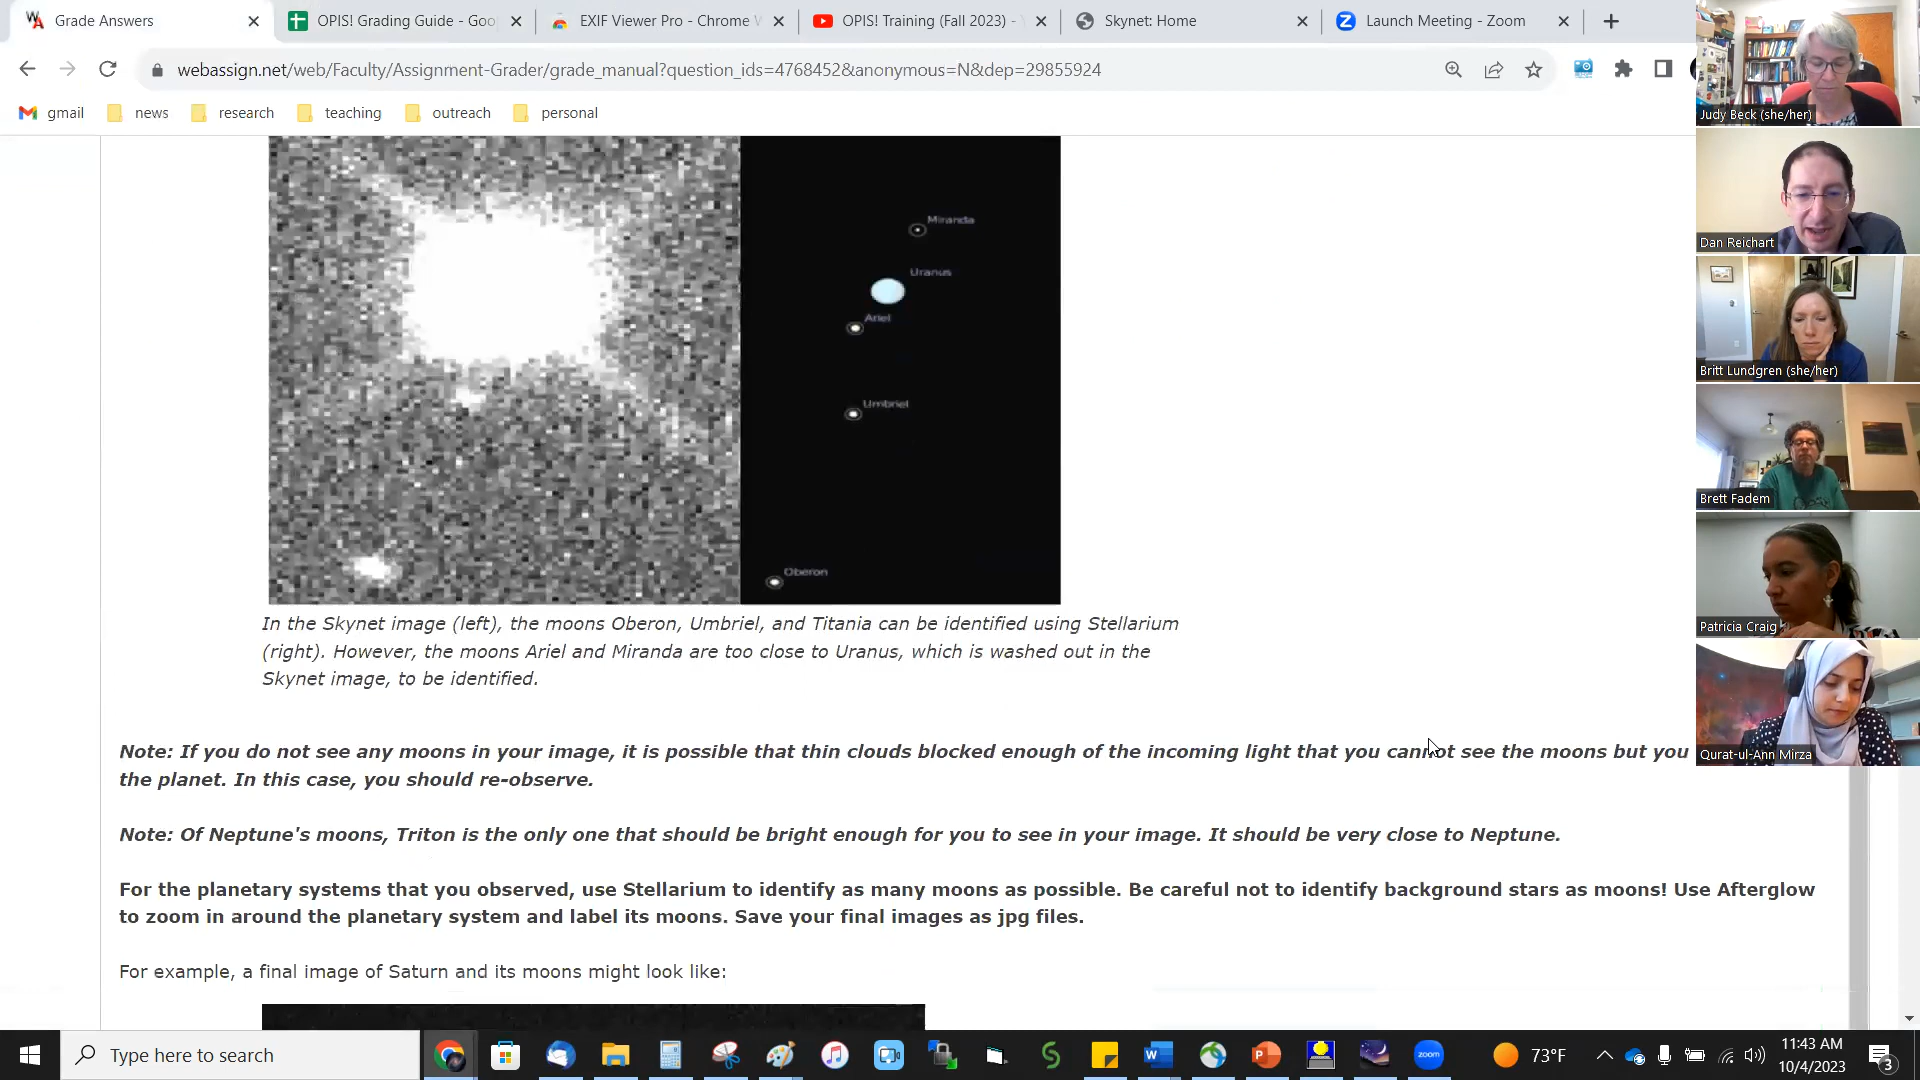 Grade Answers
OPIS! Grading Guide - Goo
EXIF Viewer Pro - Chrome W
OPIS! Training (Fall 2023) - Y
Skynet: Home
Launch Meeting - Zoom
webassign.net/web/Faculty/Assignment-Grader/grade_manual?question_ids=4768452&anonymous=N&dep=29855924
gmail
news
research
teaching
outreach
personal
Miranda
Uranus
Ariel
Umbriel
Oberon
In the Skynet image (left), the moons Oberon, Umbriel, and Titania can be identified using Stellarium
(right). However, the moons Ariel and Miranda are too close to Uranus, which is washed out in the
Skynet image, to be identified.
Note: If you do not see any moons in your image, it is possible that thin clouds blocked enough of the incoming light that you cannot see the moons but you
the planet. In this case, you should re-observe.
Note: Of Neptune's moons, Triton is the only one that should be bright enough for you to see in your image. It should be very close to Neptune.
For the planetary systems that you observed, use Stellarium to identify as many moons as possible. Be careful not to identify background stars as moons! Use Afterglow
to zoom in around the planetary system and label its moons. Save your final images as jpg files.
For example, a final image of Saturn and its moons might look like:
Judy Beck (she/her)
Dan Reichart
Britt Lundgren (she/her)
Brett Fadem
Patricia Craig
Qurat-ul-Ann Mirza
Type here to search
zoom
73°F
11:43 AM
10/4/2023
3